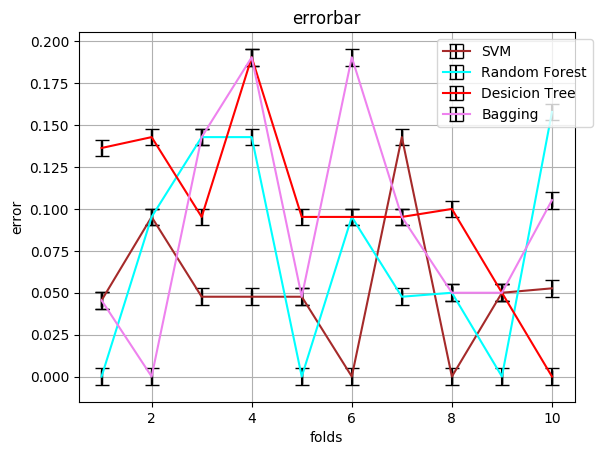 errorbar
SVM
Random Forest
Desicion Tree
Bagging
0.200
0.175
0.150
0.125
0.100
0.075
0.050
0.025
0.000
error
2 4 6 8 10
folds